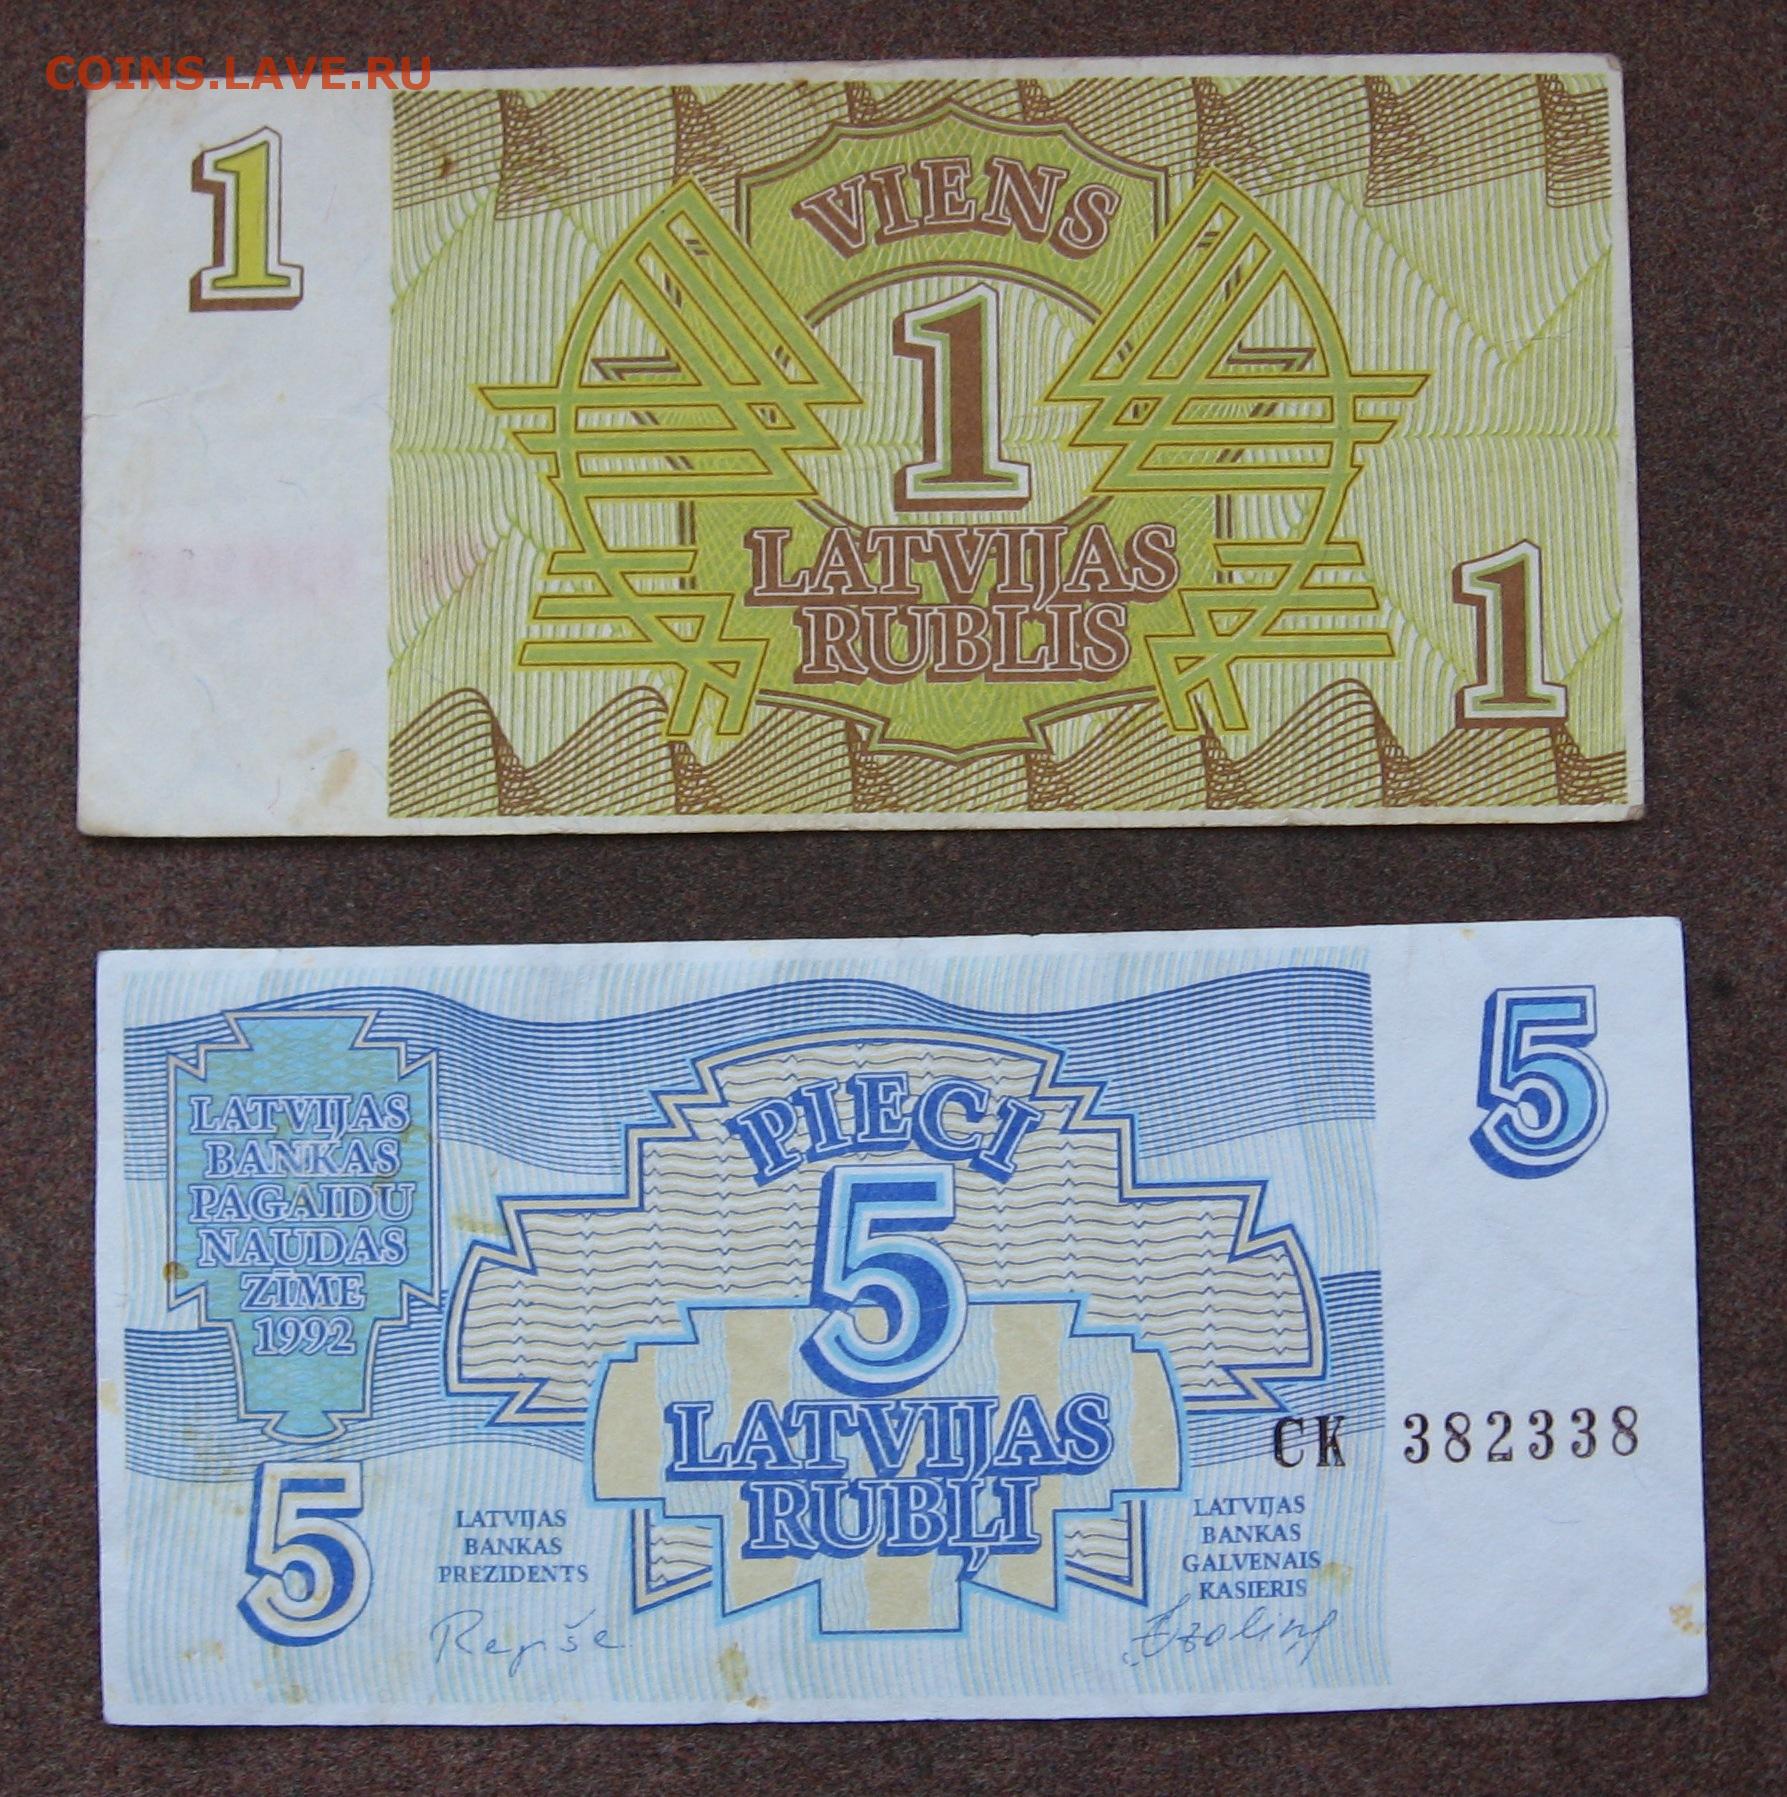 COINS.LAVE.RU
1
VIENS
1
LATVIJAS
RUBLIS
1
5
PIECI
LATVIJAS
BANKAS
PAGAIDU
NAUDAS
ZĪME
1992
5
LATVIJAS
RUBĻI
CK 382338
5
LATVIJAS
BANKAS
PREZIDENTS
Repše
LATVIJAS
BANKAS
GALVENAIS
KASIERIS